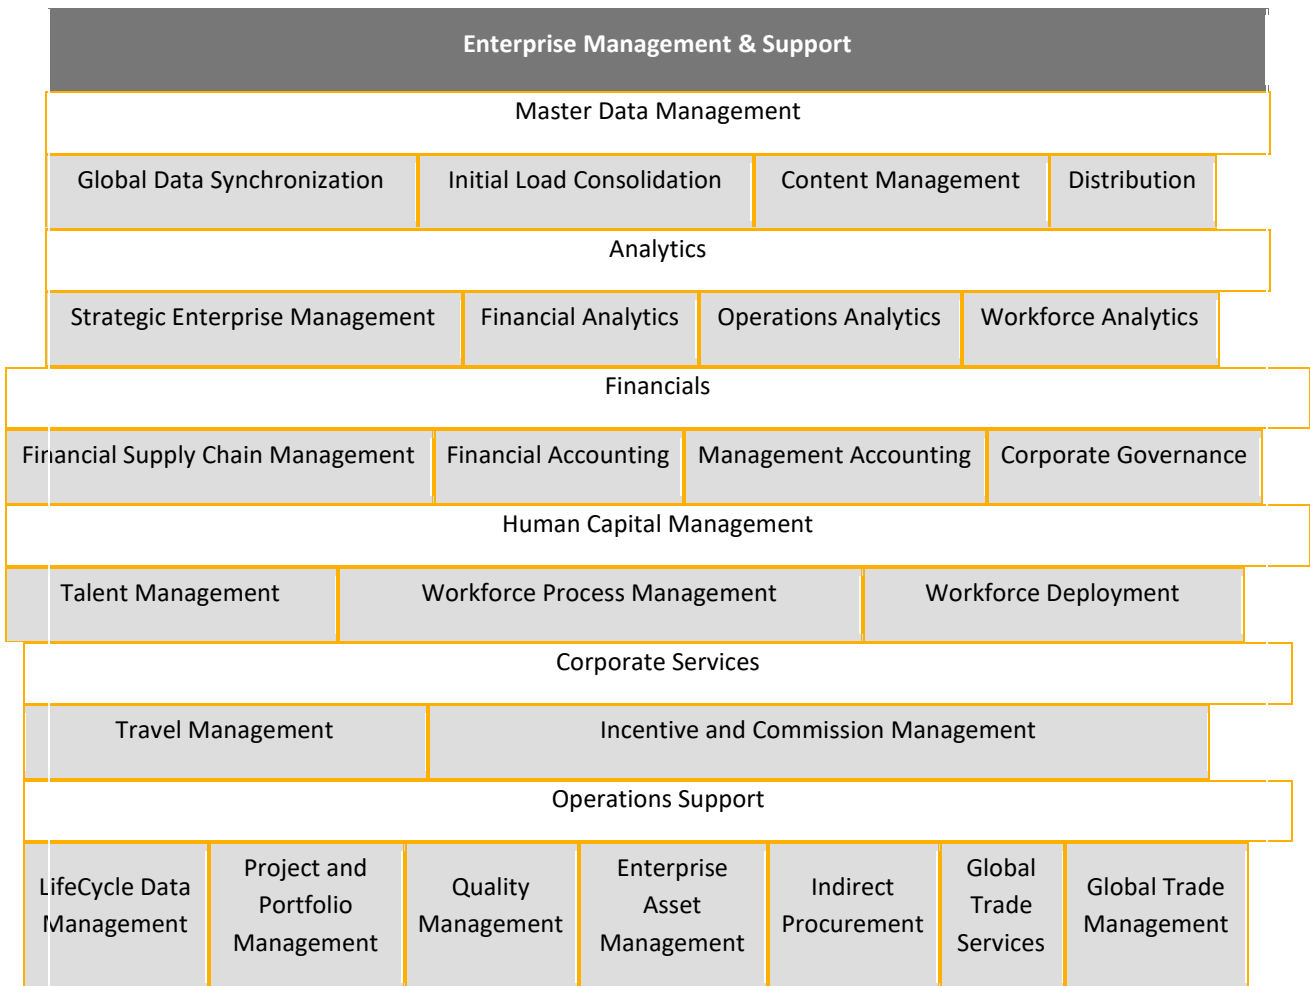 Enterprise Management & Support
Master Data Management
Global Data Synchronization
Initial Load Consolidation
Content Management
Distribution
Analytics
Strategic Enterprise Management
Financial Analytics
Operations Analytics
Workforce Analytics
Financials
Financial Supply Chain Management
Financial Accounting
Management Accounting
Corporate Governance
Human Capital Management
Talent Management
Workforce Process Management
Workforce Deployment
Corporate Services
Travel Management
Incentive and Commission Management
Operations Support
LifeCycle Data
Management
Project and
Portfolio
Management
Quality
Management
Enterprise
Asset
Management
Indirect
Procurement
Global
Trade
Services
Global Trade
Management